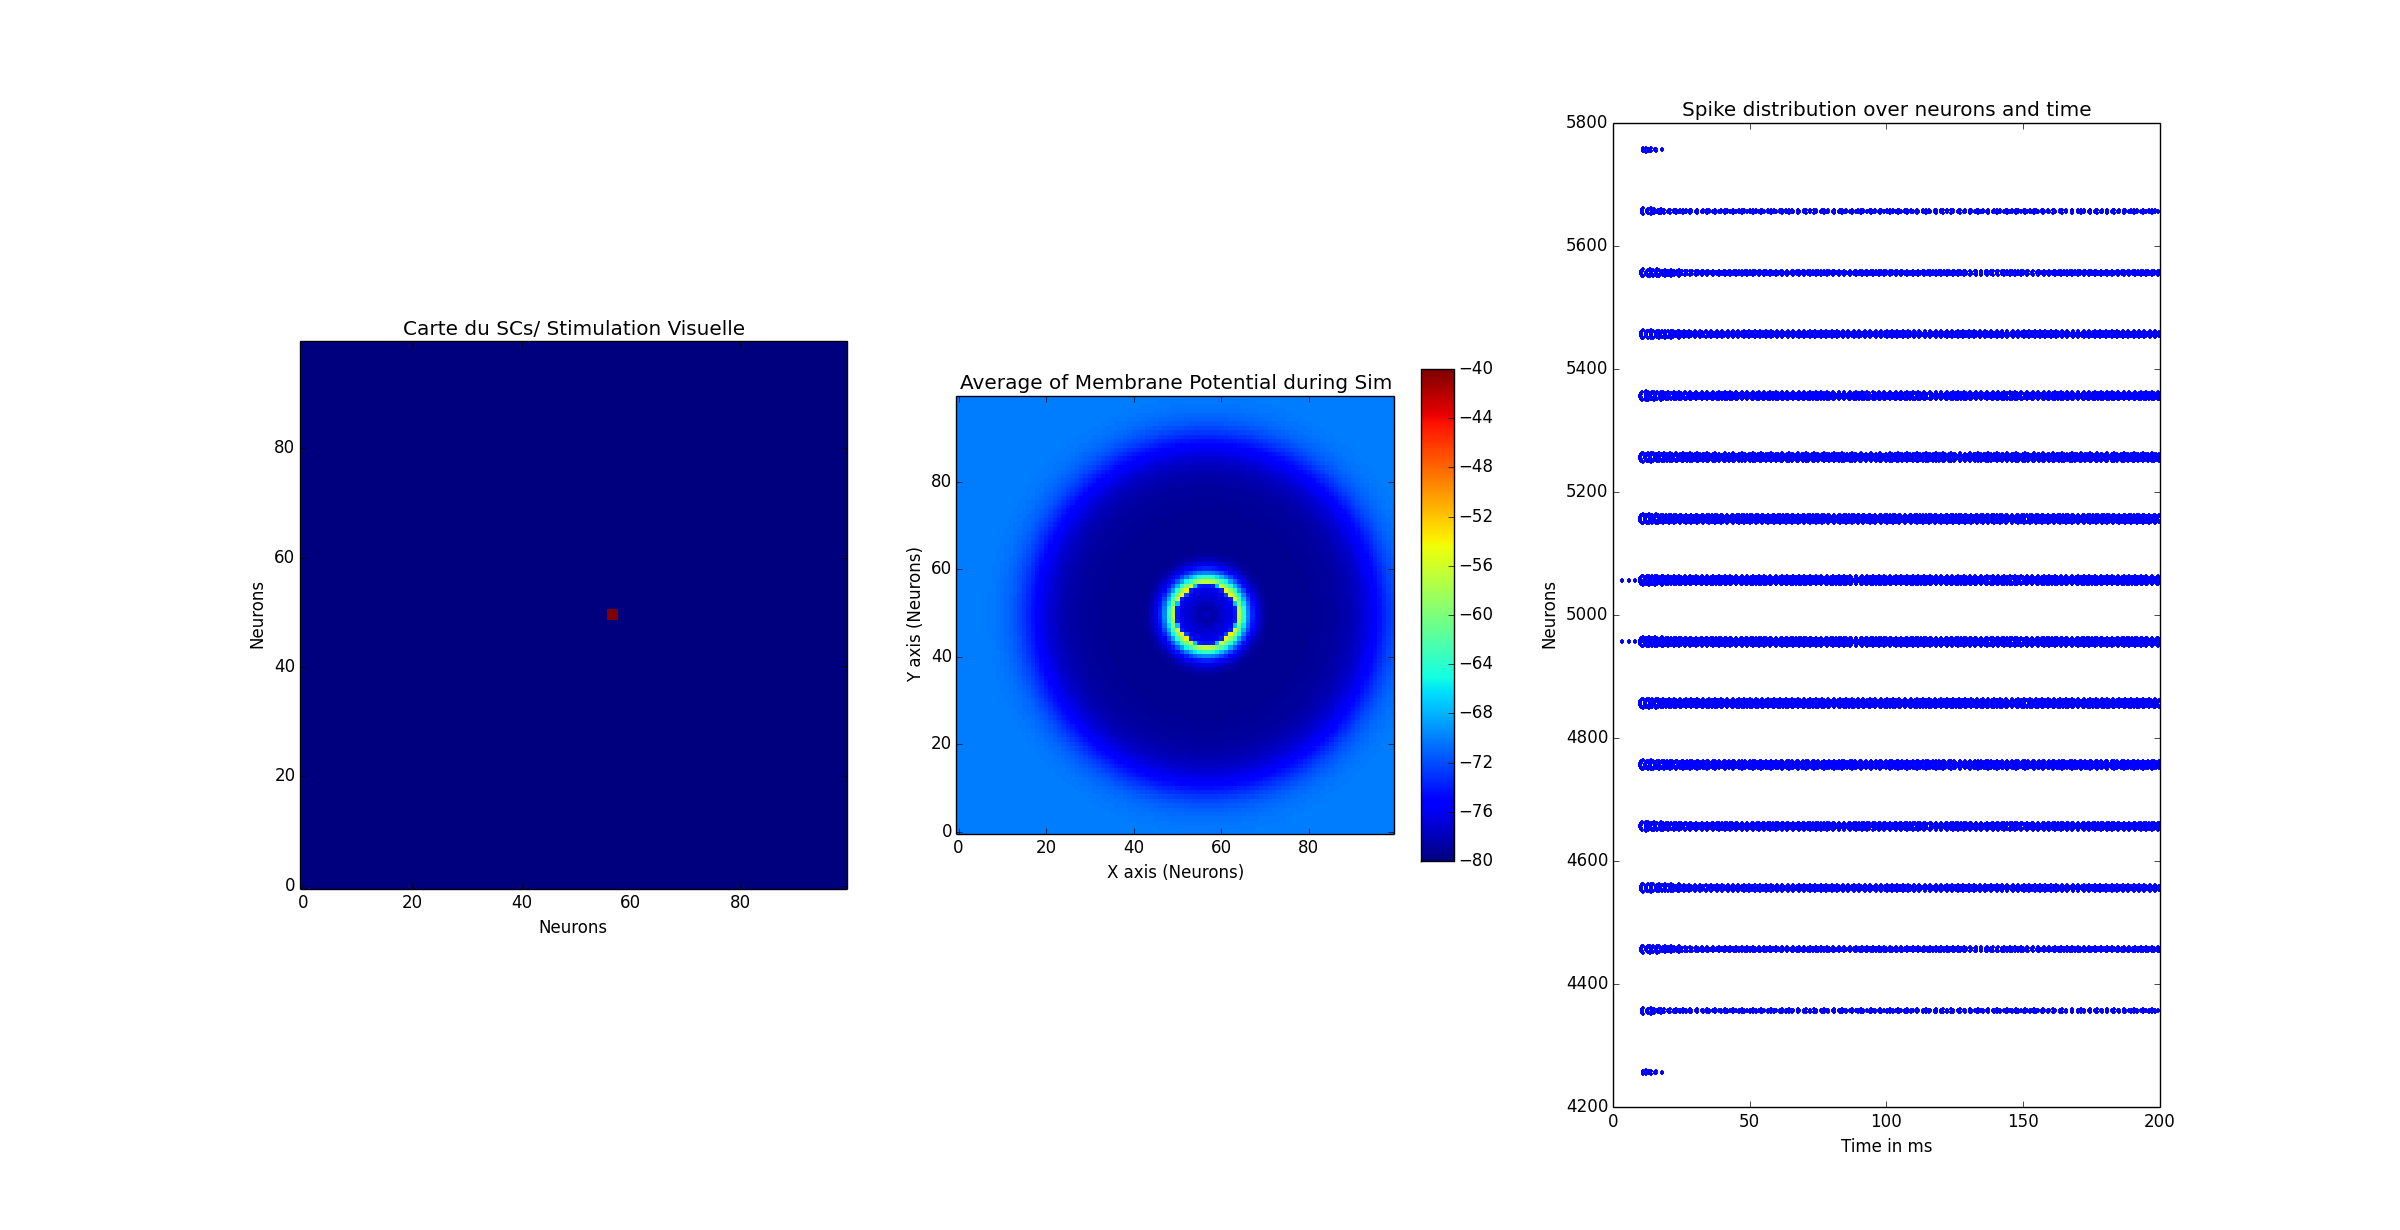 Carte du SCs/ Stimulation Visuelle
80
60
40
20
0
0 20 40 60 80
Neurons
Neurons
Average of Membrane Potential during Sim
80
60
40
20
0
0 20 40 60 80
Y axis (Neurons)
X axis (Neurons)
−40
−44
−48
−52
−56
−60
−64
−68
−72
−76
−80
Spike distribution over neurons and time
5800
5600
5400
5200
5000
4800
4600
4400
4200
0 50 100 150 200
Neurons
Time in ms